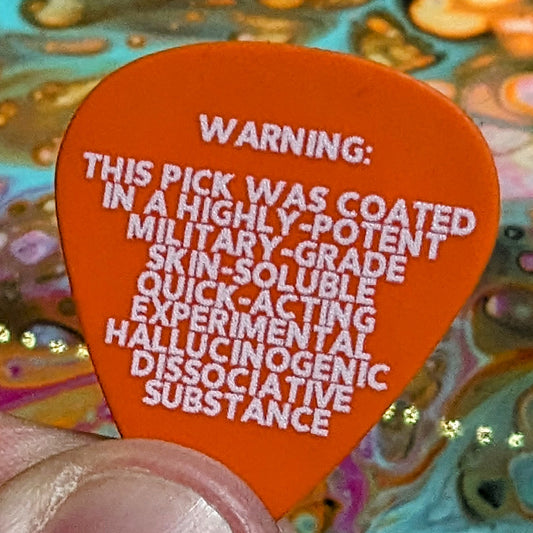 WARNING:
THIS PICK WAS COATED
IN A HIGHLY-POTENT
MILITARY-GRADE
SKIN-SOLUBLE
QUICK-ACTING
EXPERIMENTAL
HALLUCINOGENIC
DISSOCIATIVE
SUBSTANCE